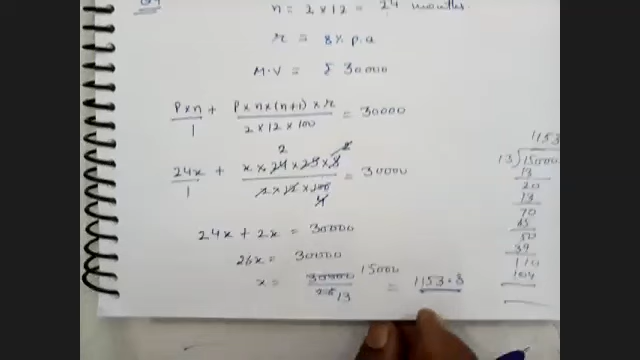 n = 2 × 12 = 24 months
r = 8% p.a
M.V = ₹ 30000
P×n/1 + P×n×(n+1)×r/2×12×100 = 30000
2
24x/1 + x×24×25×8/2×12×100 = 30000
4
24x + 2x = 30000
26x = 30000
x = 30000/26 15000/13 = 1153.8
1153
13)15000
13
20
13
70
65
50
39
110
104